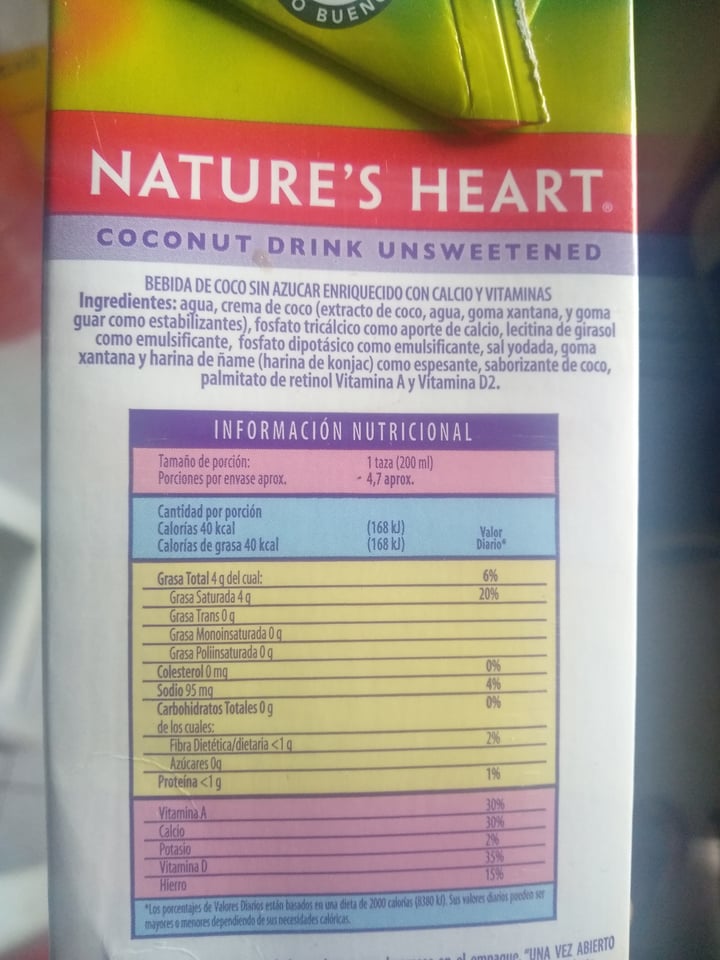 O BUEN
NATURE'S HEART®
COCONUT DRINK UNSWEETENED
BEBIDA DE COCO SIN AZUCAR ENRIQUECIDO CON CALCIO Y VITAMINAS
Ingredientes: agua, crema de coco (extracto de coco, agua, goma xantana, y goma
guar como estabilizantes), fosfato tricálcico como aporte de calcio, lecitina de girasol
como emulsificante, fosfato dipotásico como emulsificante, sal yodada, goma
xantana y harina de ñame (harina de konjac) como espesante, saborizante de coco,
palmitato de retinol Vitamina A y Vitamina D2.
INFORMACIÓN NUTRICIONAL
Tamaño de porción: 1 taza (200 ml)
Porciones por envase aprox. - 4,7 aprox.
Cantidad por porción
Calorías 40 kcal (168 kJ) Valor
Calorías de grasa 40 kcal (168 kJ) Diario*
Grasa Total 4 g del cual: 6%
Grasa Saturada 4 g 20%
Grasa Trans 0 g
Grasa Monoinsaturada 0 g
Grasa Poliinsaturada 0 g
Colesterol 0 mg 0%
Sodio 95 mg 4%
Carbohidratos Totales 0 g 0%
de los cuales:
Fibra Dietética/dietaria <1 g 2%
Azúcares 0g
Proteína <1 g 1%
Vitamina A 30%
Calcio 30%
Potasio 2%
Vitamina D 35%
Hierro 15%
*Los porcentajes de Valores Diarios están basados en una dieta de 2000 calorías (8380 kJ). Sus valores diarios pueden ser
mayores o menores dependiendo de sus necesidades calóricas.
en el empaque. "UNA VEZ ABIERTO